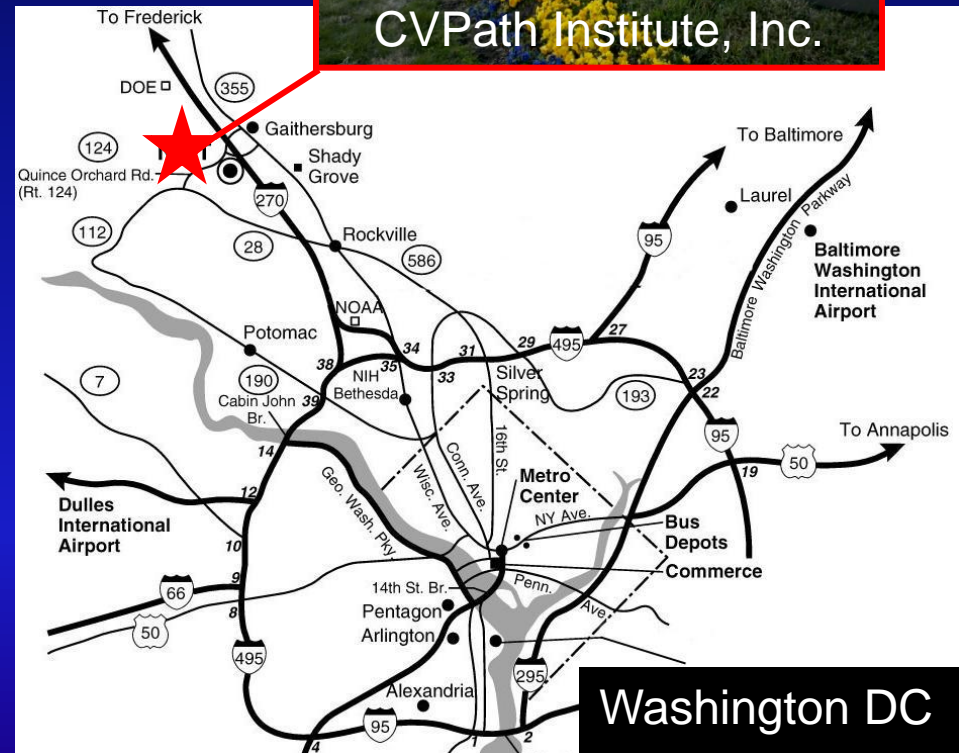 CVPath Institute, Inc.
To Frederick
DOE
355
Gaithersburg
124
Shady
Grove
Quince Orchard Rd.
(Rt. 124)
270
To Baltimore
Laurel
Baltimore Washington Parkway
Baltimore
Washington
International
Airport
112
28
Rockville
586
95
NOAA
Potomac
38
34
35
31
33
29
495
27
7
190
39
NIH
Bethesda
Silver
Spring
193
23
22
Cabin John
Br.
14
95
To Annapolis
50
19
Wisc. Ave.
Conn. Ave.
16th St.
Geo. Wash. Pky.
Metro
Center
NY Ave.
Bus
Depots
Commerce
12
Dulles
International
Airport
10
9
66
8
50
14th St. Br.
Penn.
Ave.
Pentagon
Arlington
495
295
Alexandria
95
4
1
2
Washington DC